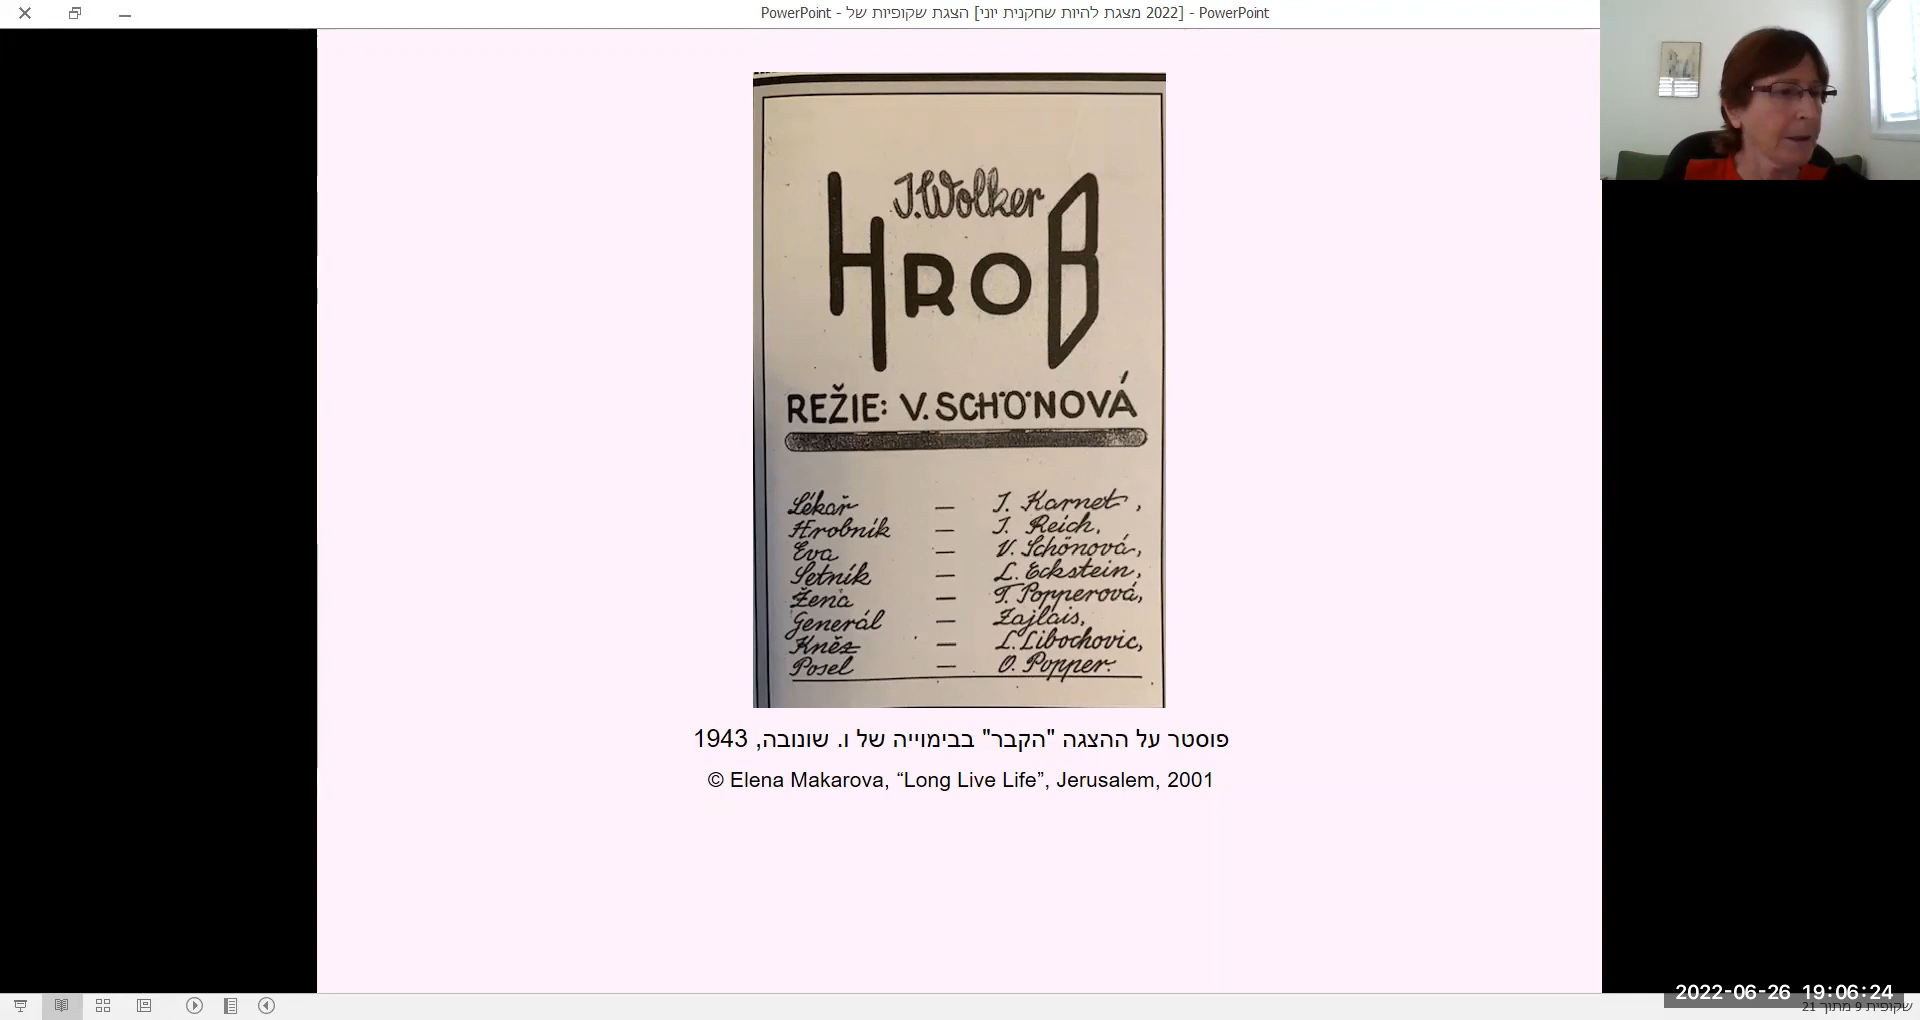 PowerPoint - [2022 מצגת להיות שחקנית יוני] הצגת שקופיות של - PowerPoint
J. Wolker
HROB
REŽIE: V. SCHÖNOVÁ
Lékař — J. Karnet,
Hrobník — J. Reich,
Eva — V. Schönová,
Setník — L. Eckstein,
Žena — T. Popperová,
Generál — Zajlais,
Kněz — L. Libochovic,
Posel — O. Popper.
פוסטר על ההצגה "הקבר" בבימוייה של ו. שונובה, 1943
© Elena Makarova, “Long Live Life”, Jerusalem, 2001
2022-06-26 19:06:24
שקופית 9 מתוך 21